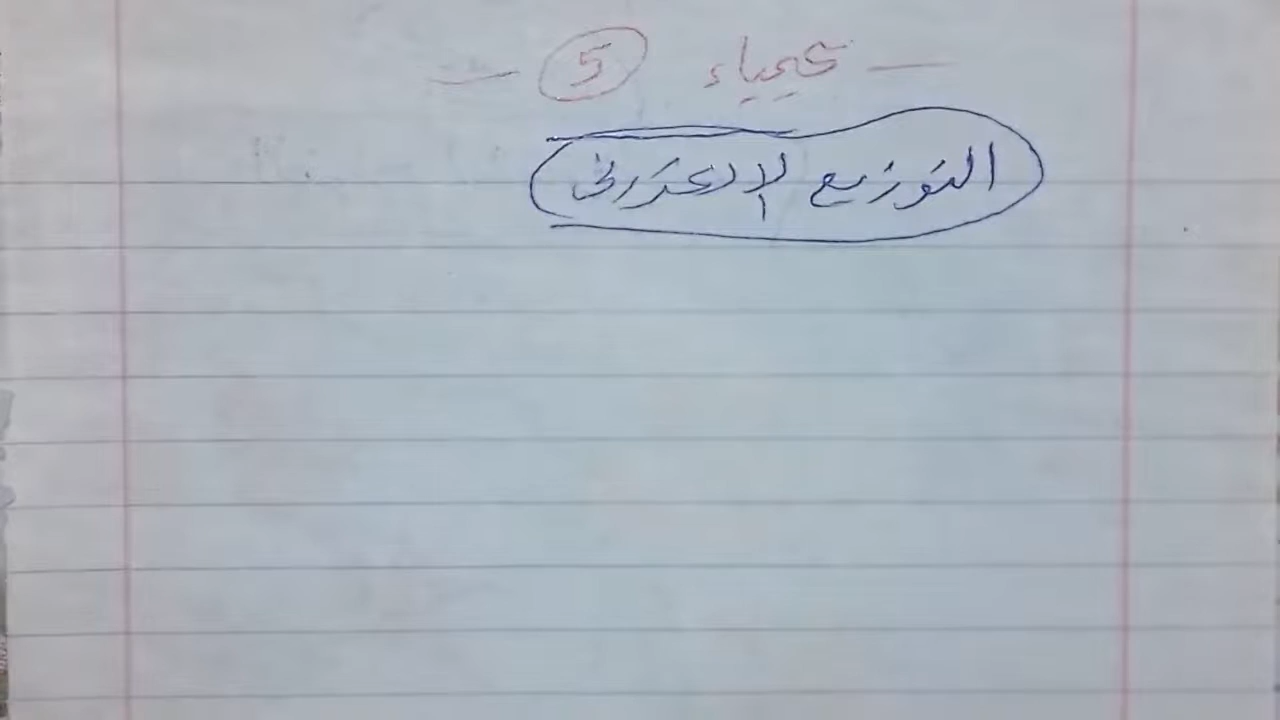 — كيمياء ⑤ —
التوزيع الإلكتروني